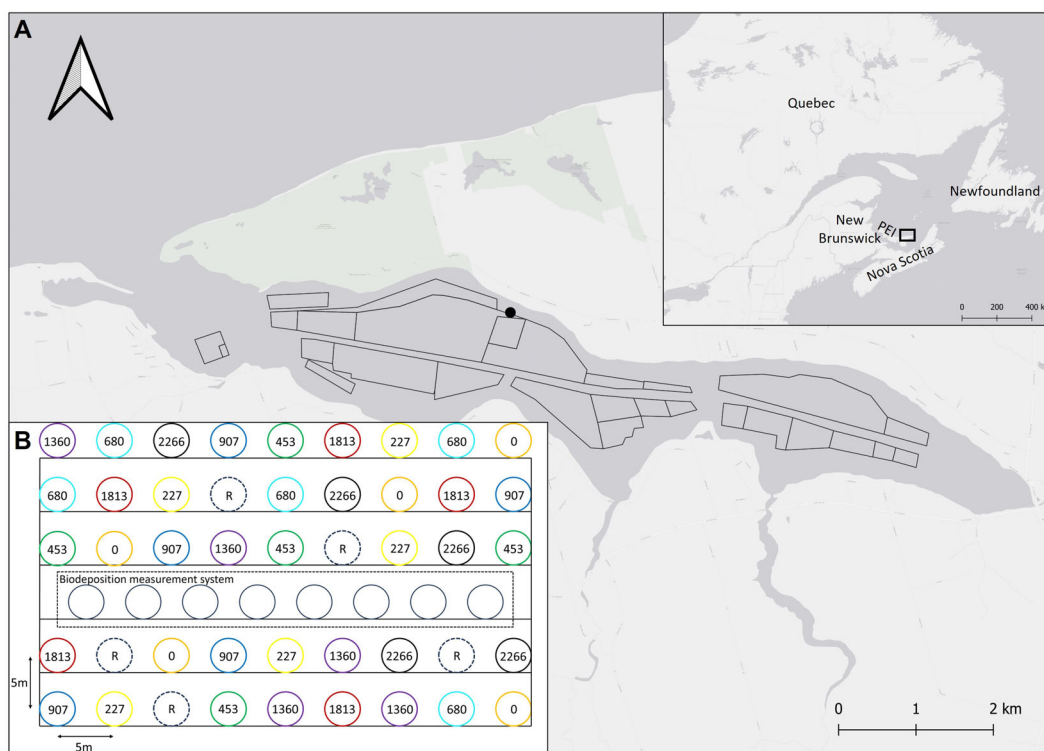 A
Quebec
Newfoundland
New
Brunswick
PEI
Nova Scotia
0 200 400 k
B
1360 680 2266 907 453 1813 227 680 0
680 1813 227 R 680 2266 0 1813 907
453 0 907 1360 453 R 227 2266 453
Biodeposition measurement system
1813 R 0 907 227 1360 2266 R 2266
5m
907 227 R 453 1360 1813 1360 680 0
5m
0 1 2 km